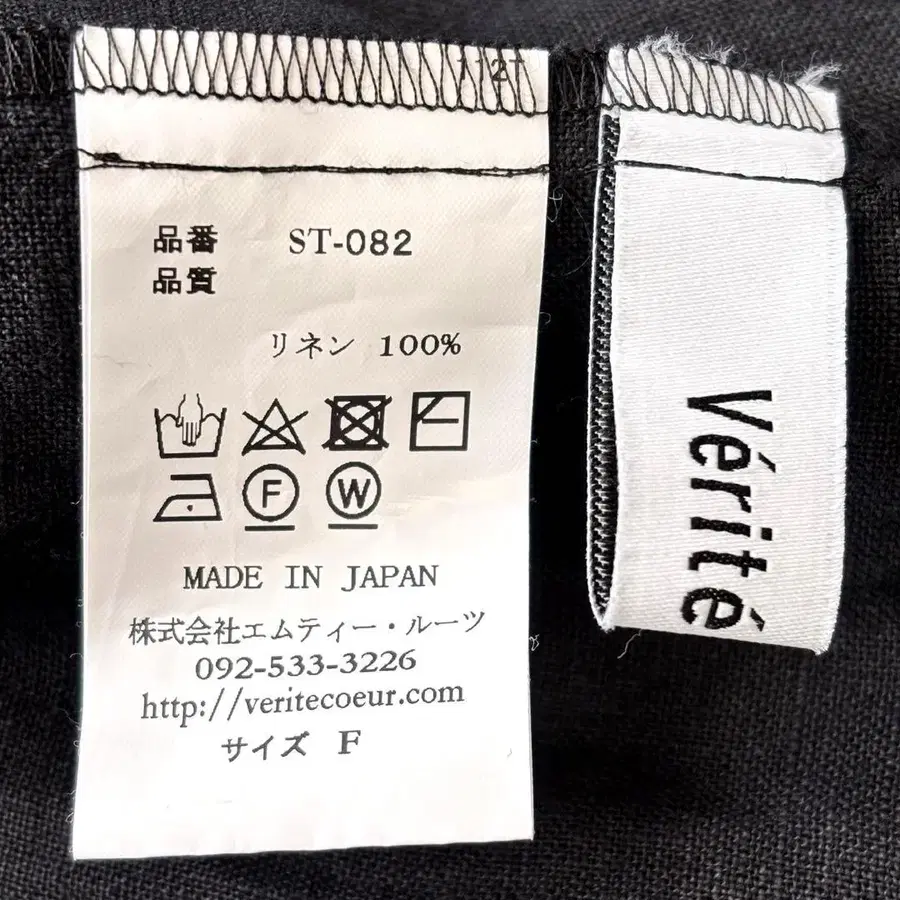 112T
品番 ST-082
品質
リネン 100%
F W
MADE IN JAPAN
株式会社エムティー・ルーツ
092-533-3226
http://veritecoeur.com
サイズ F
Vérité